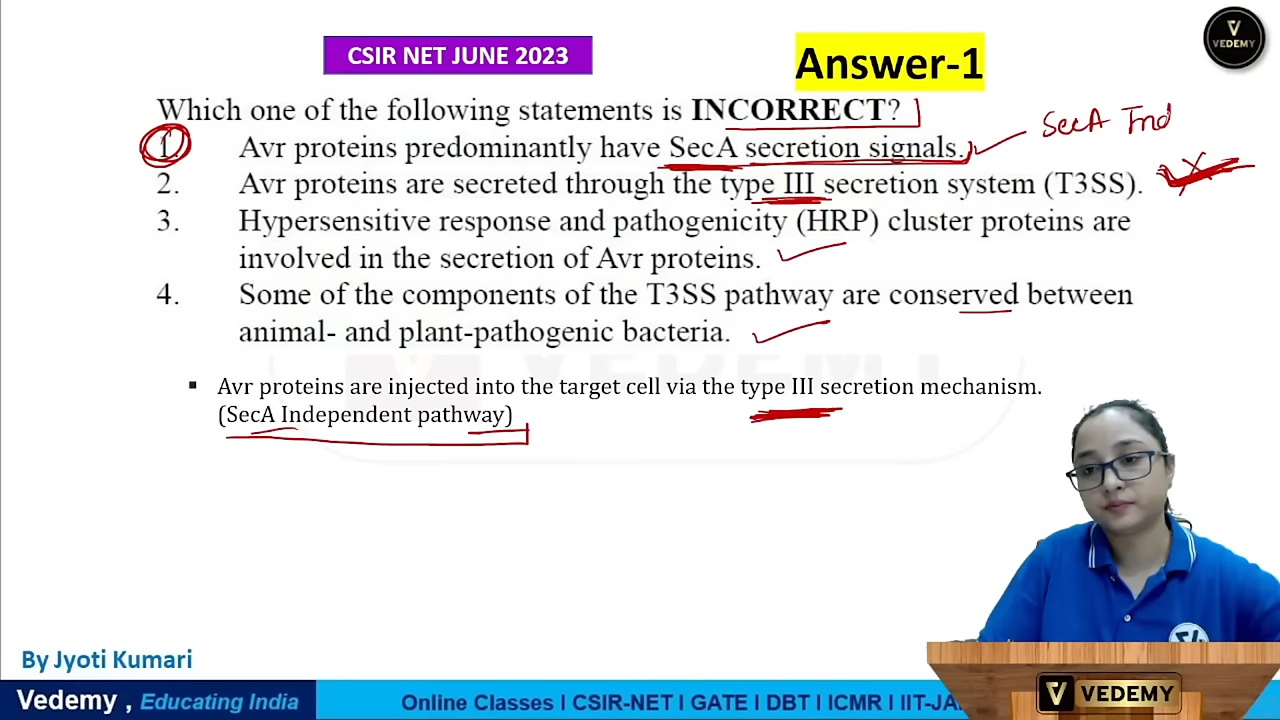 VEDEMY
CSIR NET JUNE 2023
Answer-1
Which one of the following statements is INCORRECT?
1. Avr proteins predominantly have SecA secretion signals.
SecA Ind
2. Avr proteins are secreted through the type III secretion system (T3SS).
3. Hypersensitive response and pathogenicity (HRP) cluster proteins are
involved in the secretion of Avr proteins.
4. Some of the components of the T3SS pathway are conserved between
animal- and plant-pathogenic bacteria.
▪ Avr proteins are injected into the target cell via the type III secretion mechanism.
(SecA Independent pathway)
By Jyoti Kumari
Vedemy , Educating India
Online Classes I CSIR-NET I GATE I DBT I ICMR I IIT-JA
VEDEMY